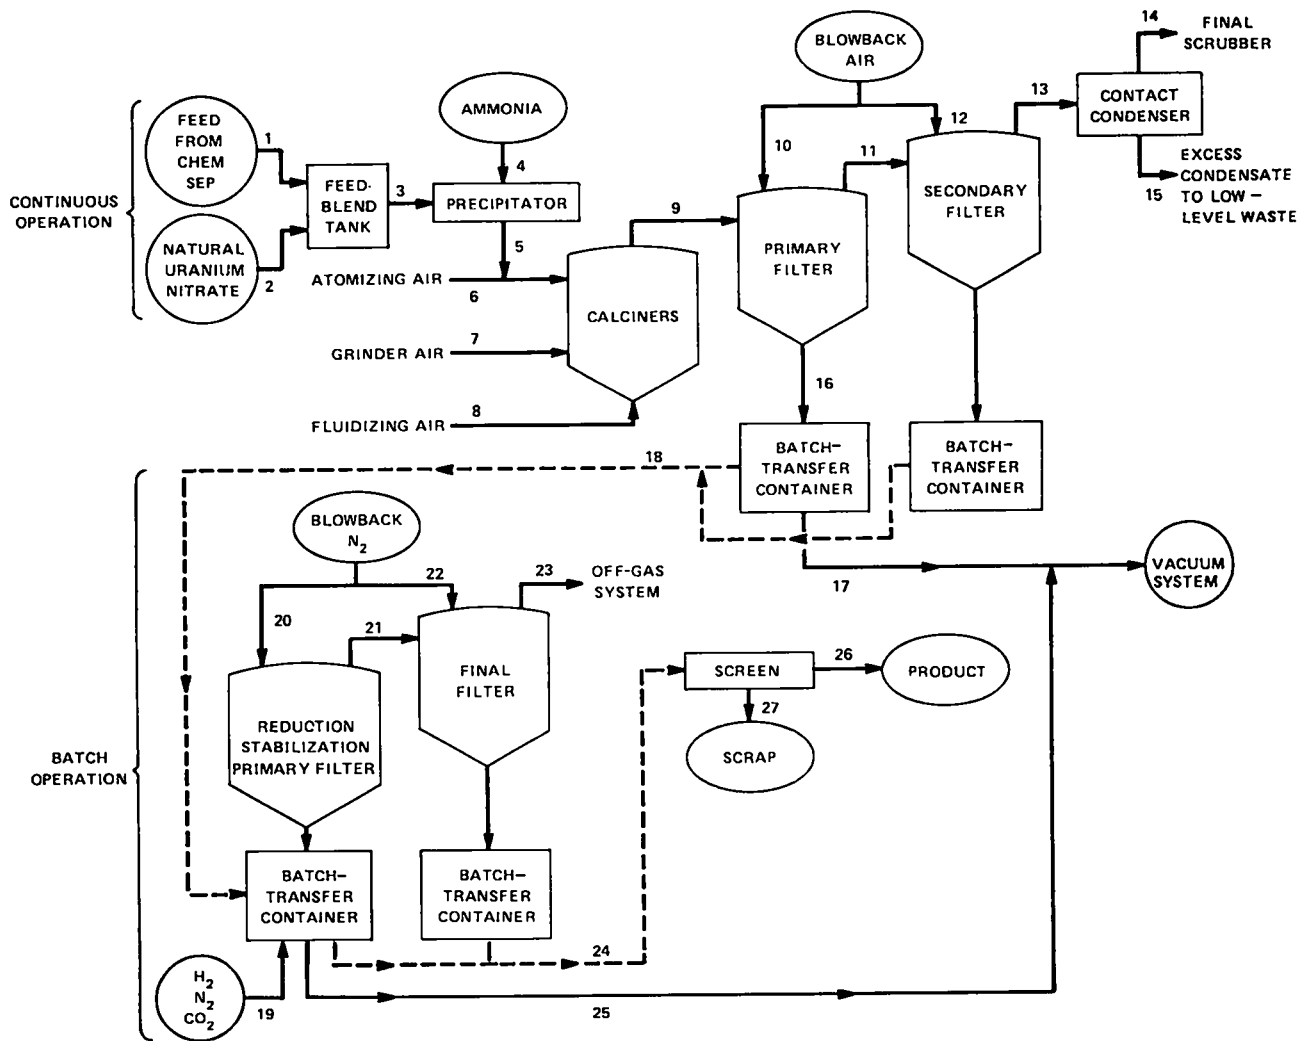 BLOWBACK
AIR
14
FINAL
SCRUBBER
13
CONTACT
CONDENSER
EXCESS
CONDENSATE
TO LOW –
LEVEL WASTE
15
CONTINUOUS
OPERATION
FEED
FROM
CHEM
SEP
1
NATURAL
URANIUM
NITRATE
2
FEED-
BLEND
TANK
3
AMMONIA
4
PRECIPITATOR
5
ATOMIZING AIR
6
GRINDER AIR
7
FLUIDIZING AIR
8
CALCINERS
9
10
PRIMARY
FILTER
11
12
SECONDARY
FILTER
16
BATCH–
TRANSFER
CONTAINER
BATCH–
TRANSFER
CONTAINER
17
VACUUM
SYSTEM
18
BATCH
OPERATION
BLOWBACK
N2
20
22
21
23
OFF-GAS
SYSTEM
REDUCTION
STABILIZATION
PRIMARY FILTER
FINAL
FILTER
BATCH–
TRANSFER
CONTAINER
BATCH–
TRANSFER
CONTAINER
H2
N2
CO2
19
24
25
SCREEN
26
PRODUCT
27
SCRAP